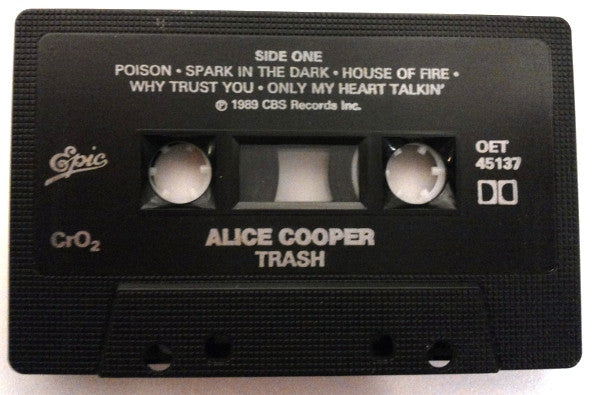 SIDE ONE
POISON • SPARK IN THE DARK • HOUSE OF FIRE •
WHY TRUST YOU • ONLY MY HEART TALKIN'
℗ 1989 CBS Records Inc.
Epic
OET
45137
CrO₂
ALICE COOPER
TRASH